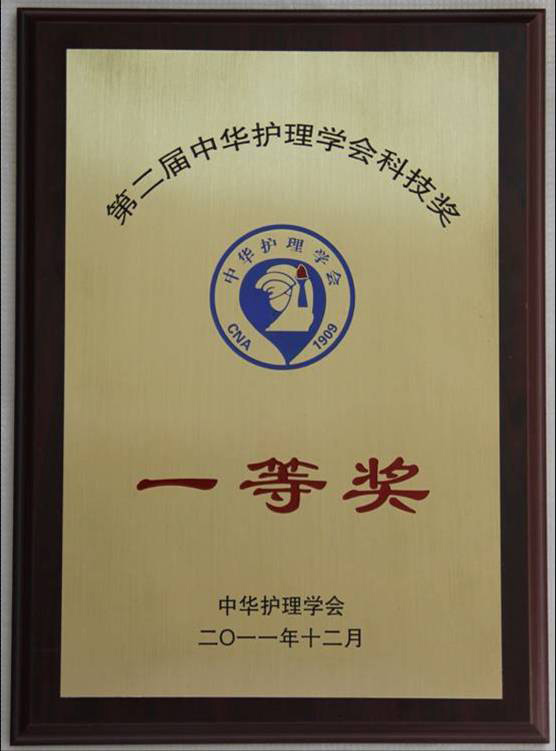 第二届中华护理学会科技奖
中华护理学会
CNA 1909
一等奖
中华护理学会
二〇一一年十二月